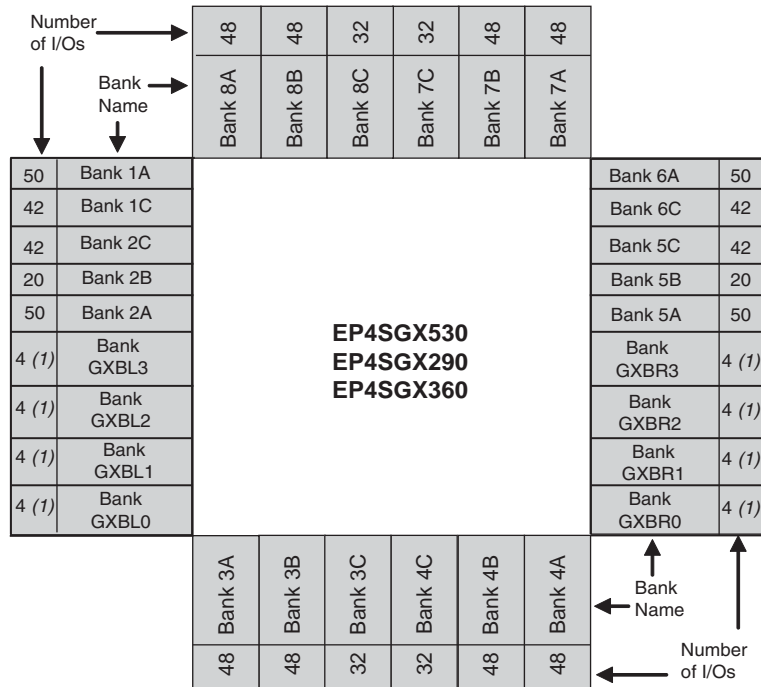 Number
of I/Os
48 48 32 32 48 48
Bank
Name
Bank 8A Bank 8B Bank 8C Bank 7C Bank 7B Bank 7A
50 Bank 1A
42 Bank 1C
42 Bank 2C
20 Bank 2B
50 Bank 2A
4 (1) Bank
GXBL3
4 (1) Bank
GXBL2
4 (1) Bank
GXBL1
4 (1) Bank
GXBL0
EP4SGX530
EP4SGX290
EP4SGX360
Bank 6A 50
Bank 6C 42
Bank 5C 42
Bank 5B 20
Bank 5A 50
Bank
GXBR3 4 (1)
Bank
GXBR2 4 (1)
Bank
GXBR1 4 (1)
Bank
GXBR0 4 (1)
Bank 3A Bank 3B Bank 3C Bank 4C Bank 4B Bank 4A
Bank
Name
48 48 32 32 48 48
Number
of I/Os